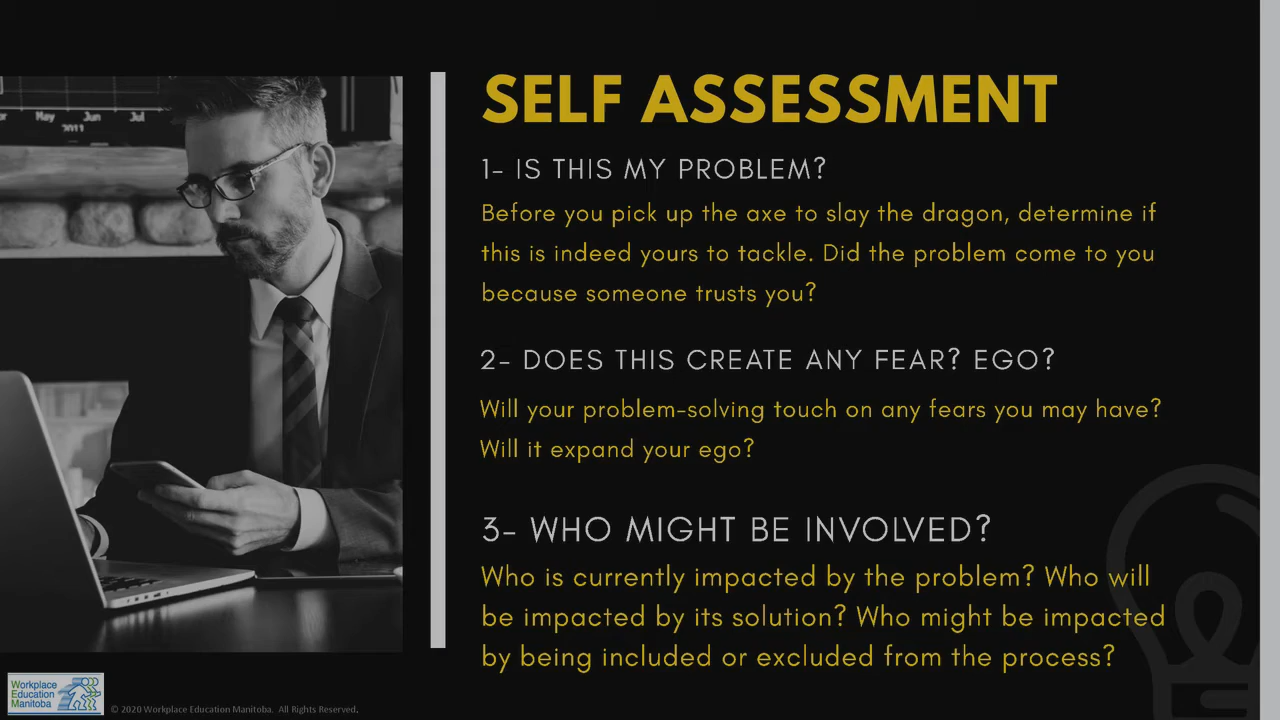 May Jun Jul
2011
SELF ASSESSMENT
1- IS THIS MY PROBLEM?
Before you pick up the axe to slay the dragon, determine if
this is indeed yours to tackle. Did the problem come to you
because someone trusts you?
2- DOES THIS CREATE ANY FEAR? EGO?
Will your problem-solving touch on any fears you may have?
Will it expand your ego?
3- WHO MIGHT BE INVOLVED?
Who is currently impacted by the problem? Who will
be impacted by its solution? Who might be impacted
by being included or excluded from the process?
Workplace
Education
Manitoba
© 2020 Workplace Education Manitoba. All Rights Reserved.